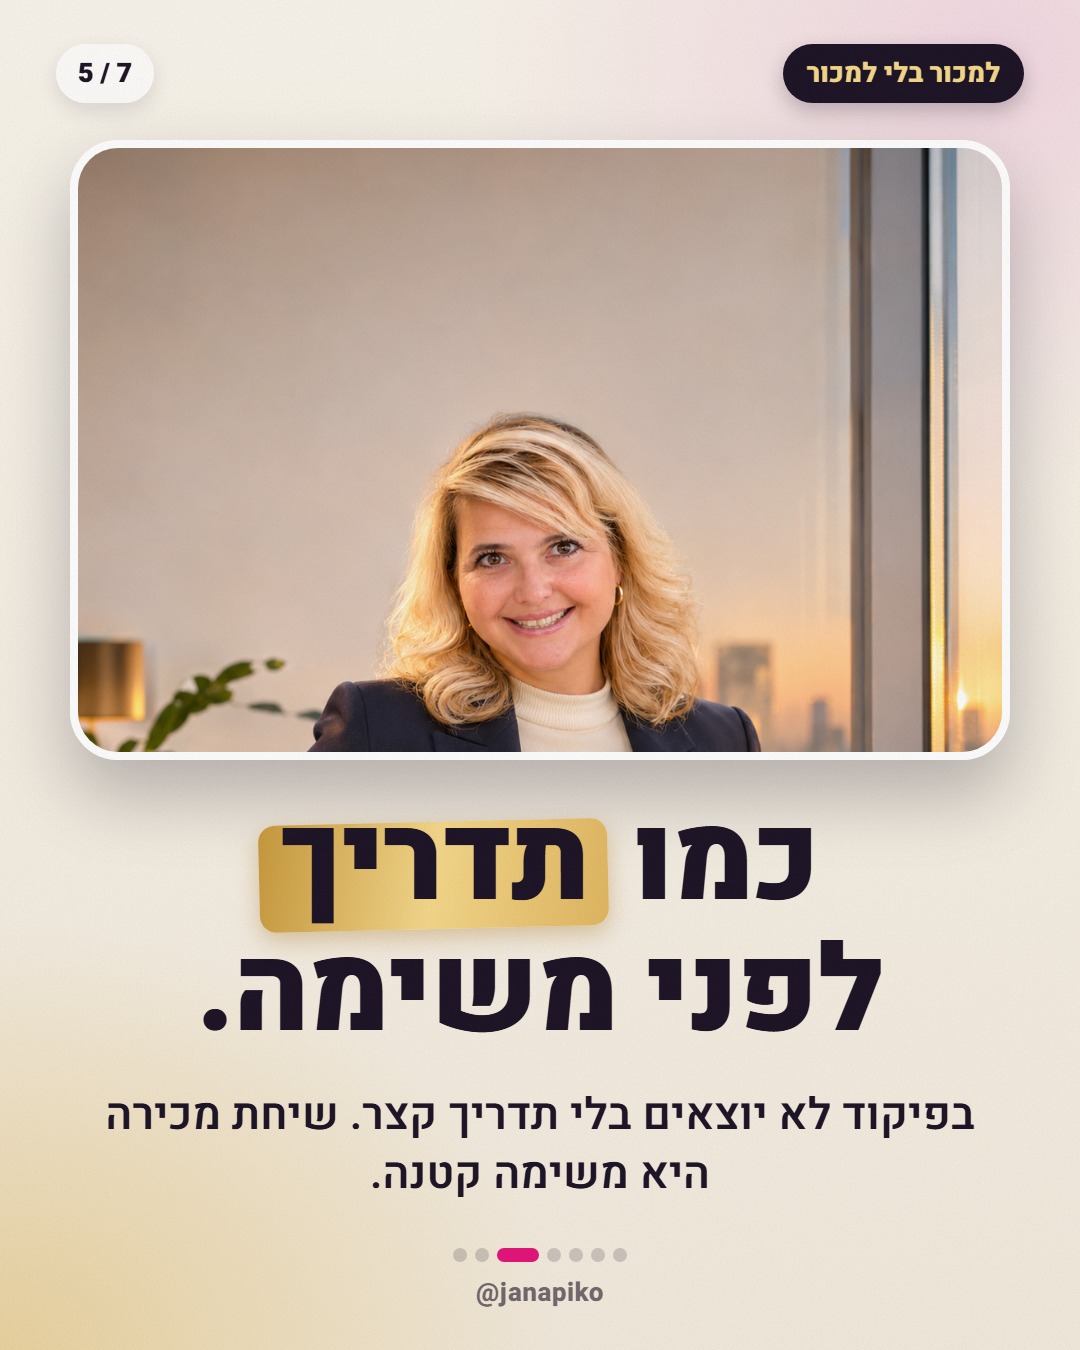 למכור בלי למכור
5 / 7
כמו תדריך
לפני משימה.
בפיקוד לא יוצאים בלי תדריך קצר. שיחת מכירה
היא משימה קטנה.
@janapiko